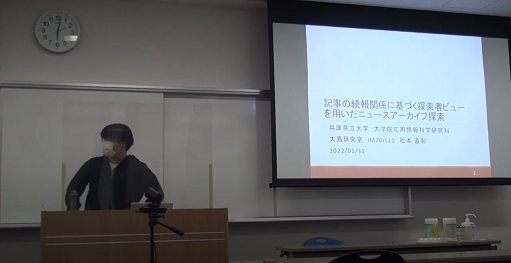 記事の続報関係に基づく探索者ビュー
を用いたニュースアーカイブ探索
兵庫県立大学 大学院応用情報科学研究科
大島研究室 IM20IS10 松本 直樹
2022/01/31
1